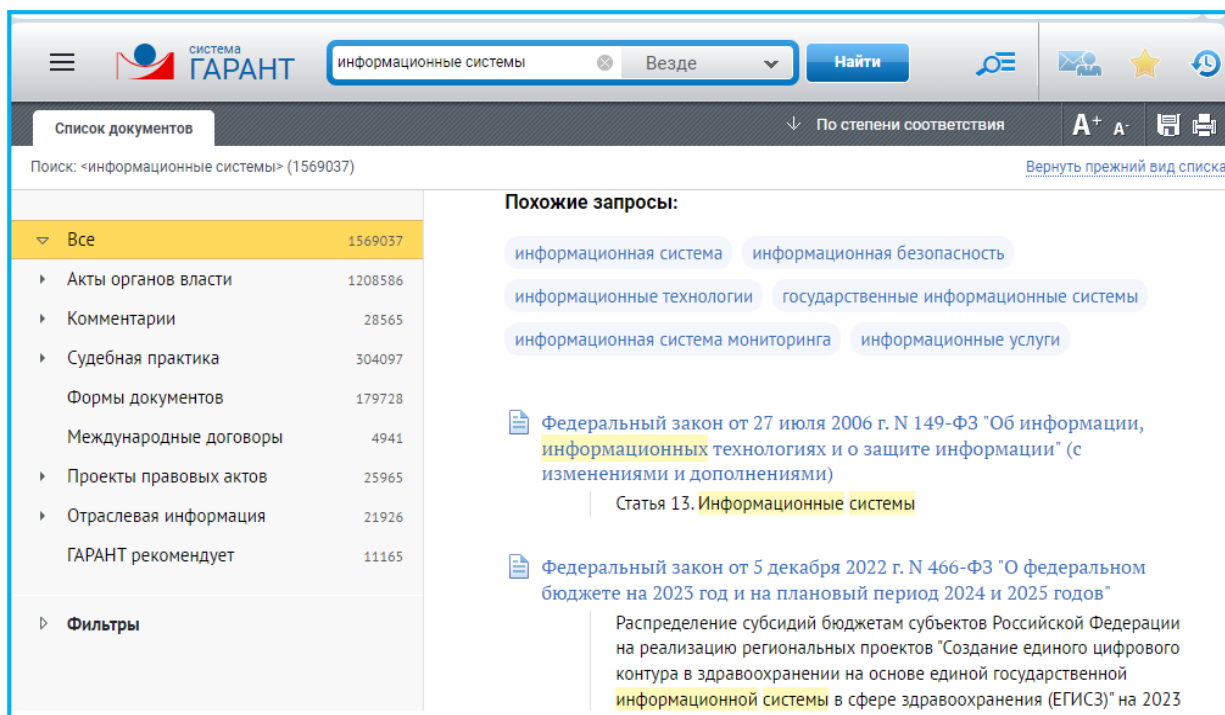 система
ГАРАНТ
информационные системы
Везде
Найти
Список документов
По степени соответствия
A+ A-
Поиск: <информационные системы> (1569037)
Вернуть прежний вид списка
Все 1569037
Акты органов власти 1208586
Комментарии 28565
Судебная практика 304097
Формы документов 179728
Международные договоры 4941
Проекты правовых актов 25965
Отраслевая информация 21926
ГАРАНТ рекомендует 11165
Фильтры
Похожие запросы:
информационная система информационная безопасность
информационные технологии государственные информационные системы
информационная система мониторинга информационные услуги
Федеральный закон от 27 июля 2006 г. N 149-ФЗ "Об информации,
информационных технологиях и о защите информации" (с
изменениями и дополнениями)
Статья 13. Информационные системы
Федеральный закон от 5 декабря 2022 г. N 466-ФЗ "О федеральном
бюджете на 2023 год и на плановый период 2024 и 2025 годов"
Распределение субсидий бюджетам субъектов Российской Федерации
на реализацию региональных проектов "Создание единого цифрового
контура в здравоохранении на основе единой государственной
информационной системы в сфере здравоохранения (ЕГИСЗ)" на 2023